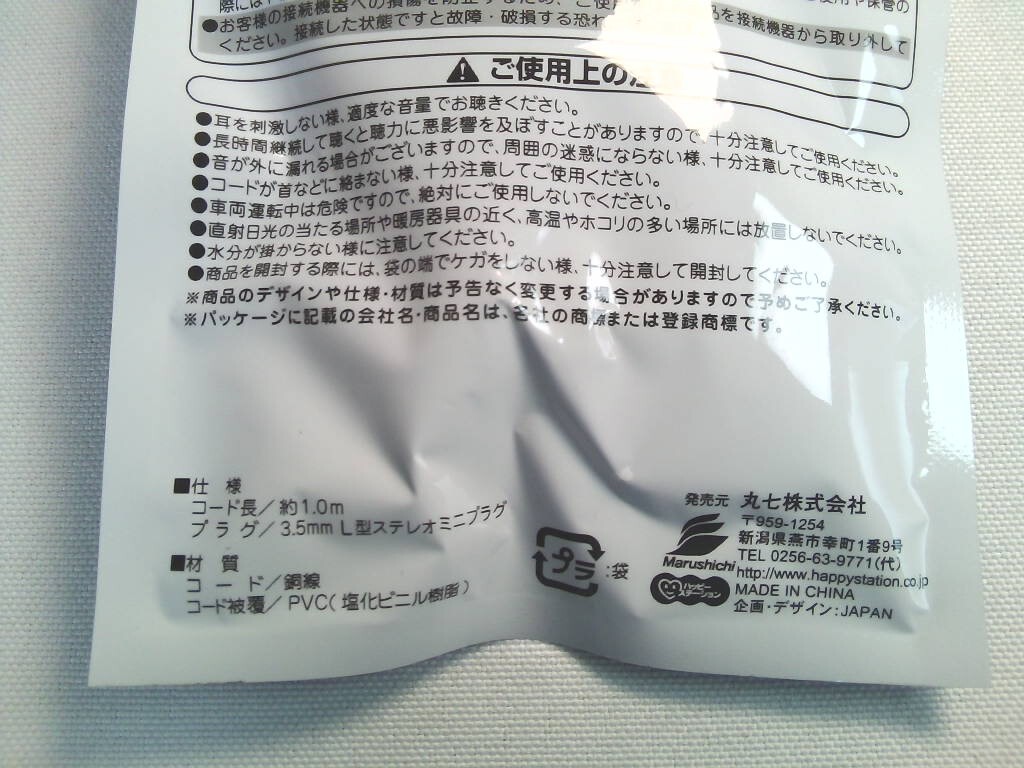 際には
使用や保管の
●お客様の接続機器への損傷を防止するため、ご使用 を接続機器から取り外して
ください。接続した状態ですと故障・破損する恐れ
ご使用上の注
●耳を刺激しない様、適度な音量でお聴きください。
●長時間継続して聴くと聴力に悪影響を及ぼすことがありますので、十分注意してご使用ください。
●音が外に漏れる場合がございますので、周囲の迷惑にならない様、十分注意してご使用ください。
●コードが首などに絡まない様、十分注意してご使用ください。
●車両運転中は危険ですので、絶対にご使用しないでください。
●直射日光の当たる場所や暖房器具の近く、高温やホコリの多い場所には放置しないでください。
●水分が掛からない様に注意してください。
●商品を開封する際には、袋の端でケガをしない様、十分注意して開封してください。
※商品のデザインや仕様・材質は予告なく変更する場合がありますので予めご了承ください。
※パッケージに記載の会社名・商品名は、各社の商標または登録商標です。
■仕 様
コード長／約1.0m
プラグ／3.5mm L型ステレオミニプラグ
■材 質
コード／銅線
コード被覆／PVC(塩化ビニル樹脂)
プラ :袋
発売元 丸七株式会社
〒959-1254
新潟県燕市幸町1番9号
TEL 0256-63-9771(代)
Marushichi http://www.happystation.co.jp
ハッピーステーション
MADE IN CHINA
企画・デザイン:JAPAN